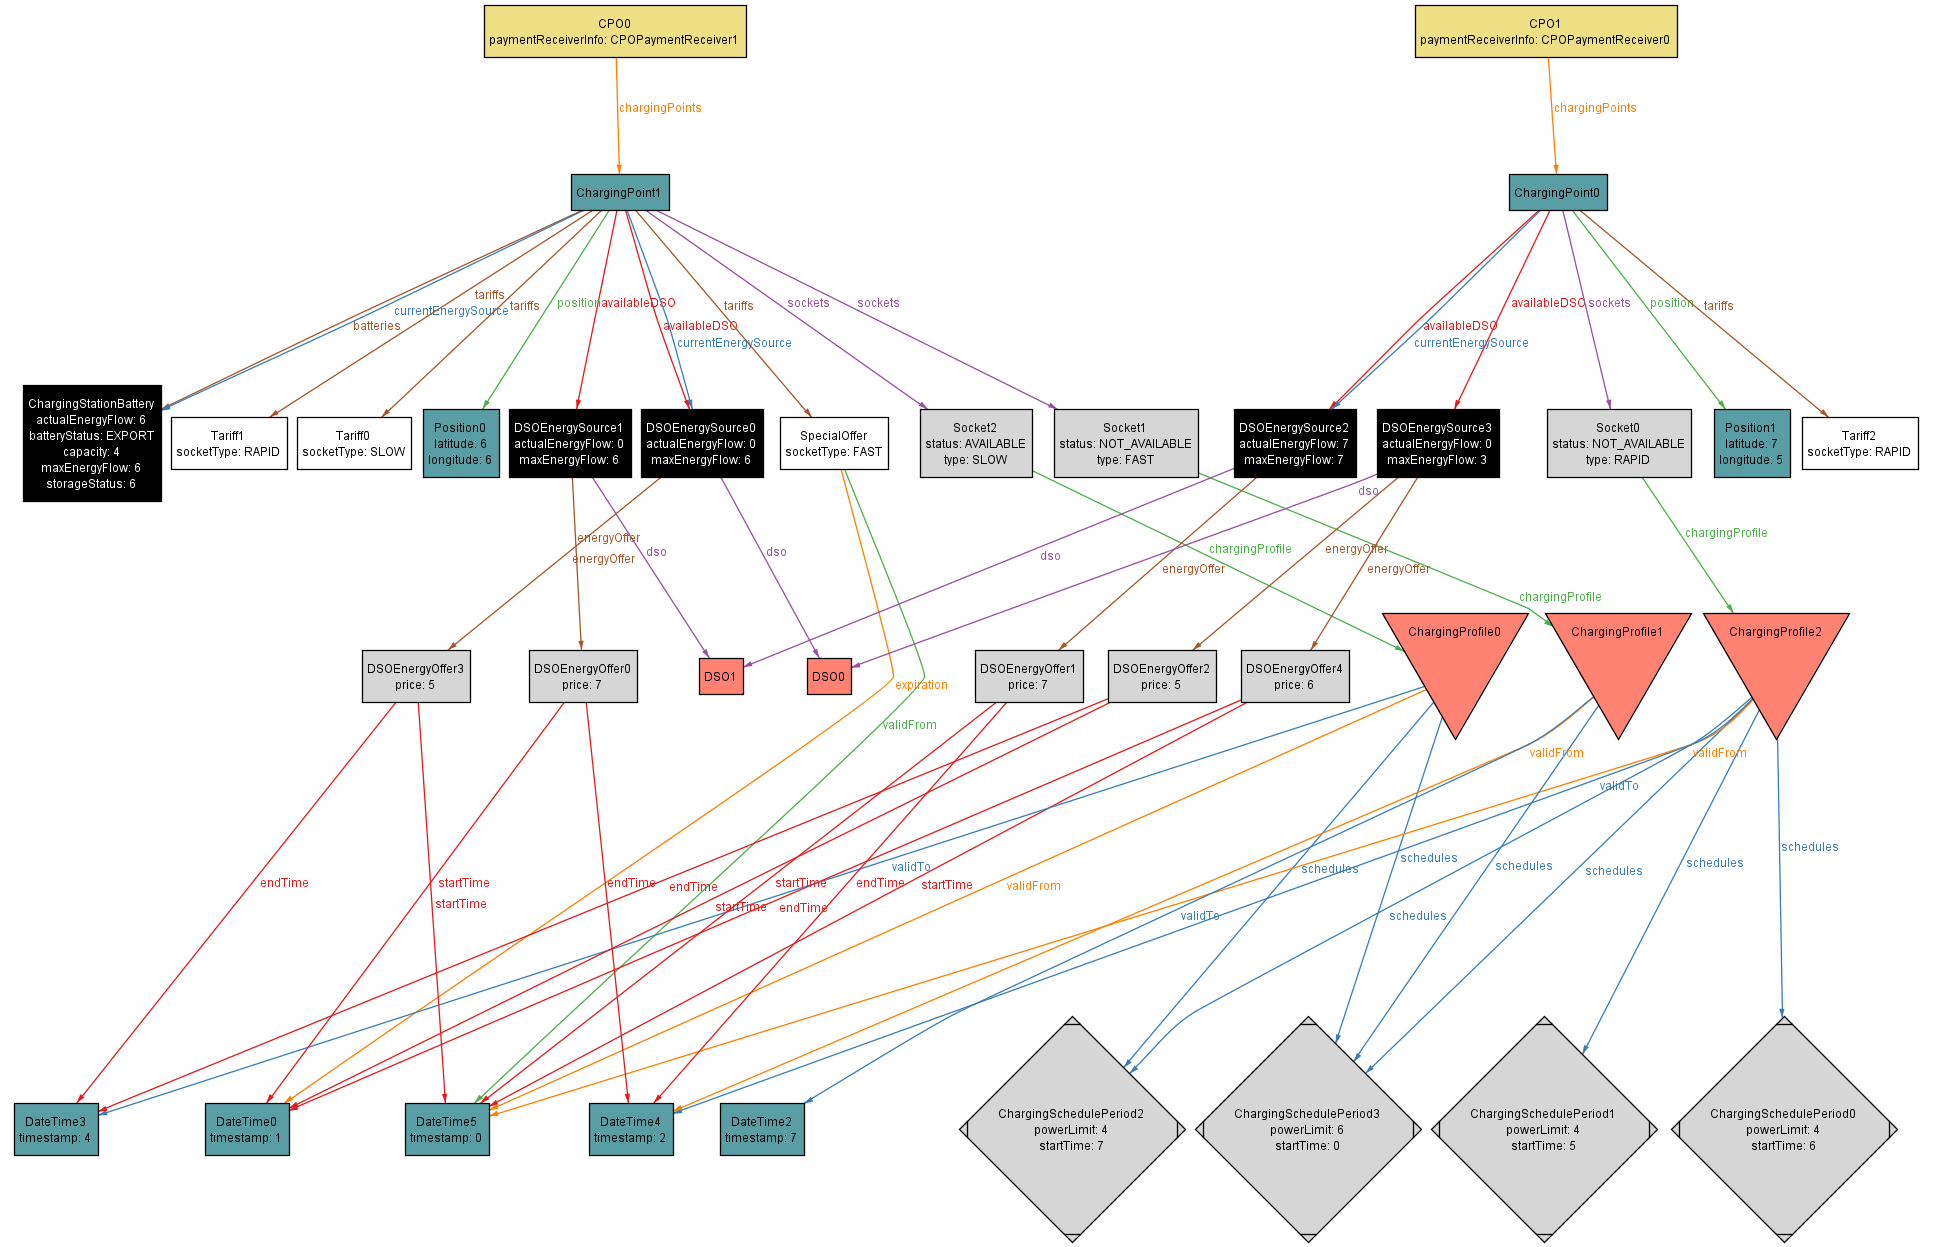 CPO0
paymentReceiverInfo: CPOPaymentReceiver1
CPO1
paymentReceiverInfo: CPOPaymentReceiver0
chargingPoints
chargingPoints
ChargingPoint1
ChargingPoint0
tariffs
position
availableDSO
tariffs
sockets
sockets
availableDSO
sockets
position
tariffs
currentEnergySource
tariffs
batteries
availableDSO
currentEnergySource
availableDSO
currentEnergySource
ChargingStationBattery
actualEnergyFlow: 6
batteryStatus: EXPORT
capacity: 4
maxEnergyFlow: 6
storageStatus: 6
Tariff1
socketType: RAPID
Tariff0
socketType: SLOW
Position0
latitude: 6
longitude: 6
DSOEnergySource1
actualEnergyFlow: 0
maxEnergyFlow: 6
DSOEnergySource0
actualEnergyFlow: 0
maxEnergyFlow: 6
SpecialOffer
socketType: FAST
Socket2
status: AVAILABLE
type: SLOW
Socket1
status: NOT_AVAILABLE
type: FAST
DSOEnergySource2
actualEnergyFlow: 7
maxEnergyFlow: 7
DSOEnergySource3
actualEnergyFlow: 0
maxEnergyFlow: 3
Socket0
status: NOT_AVAILABLE
type: RAPID
Position1
latitude: 7
longitude: 5
Tariff2
socketType: RAPID
dso
energyOffer
energyOffer
dso
dso
dso
chargingProfile
energyOffer
energyOffer
energyOffer
chargingProfile
chargingProfile
DSOEnergyOffer3
price: 5
DSOEnergyOffer0
price: 7
DSO1
DSO0
DSOEnergyOffer1
price: 7
DSOEnergyOffer2
price: 5
DSOEnergyOffer4
price: 6
ChargingProfile0
ChargingProfile1
ChargingProfile2
expiration
validFrom
validFrom
validFrom
validTo
endTime
startTime
startTime
endTime
endTime
startTime
startTime
endTime
endTime
startTime
validTo
validFrom
validTo
schedules
schedules
schedules
schedules
schedules
schedules
schedules
DateTime3
timestamp: 4
DateTime0
timestamp: 1
DateTime5
timestamp: 0
DateTime4
timestamp: 2
DateTime2
timestamp: 7
ChargingSchedulePeriod2
powerLimit: 4
startTime: 7
ChargingSchedulePeriod3
powerLimit: 6
startTime: 0
ChargingSchedulePeriod1
powerLimit: 4
startTime: 5
ChargingSchedulePeriod0
powerLimit: 4
startTime: 6